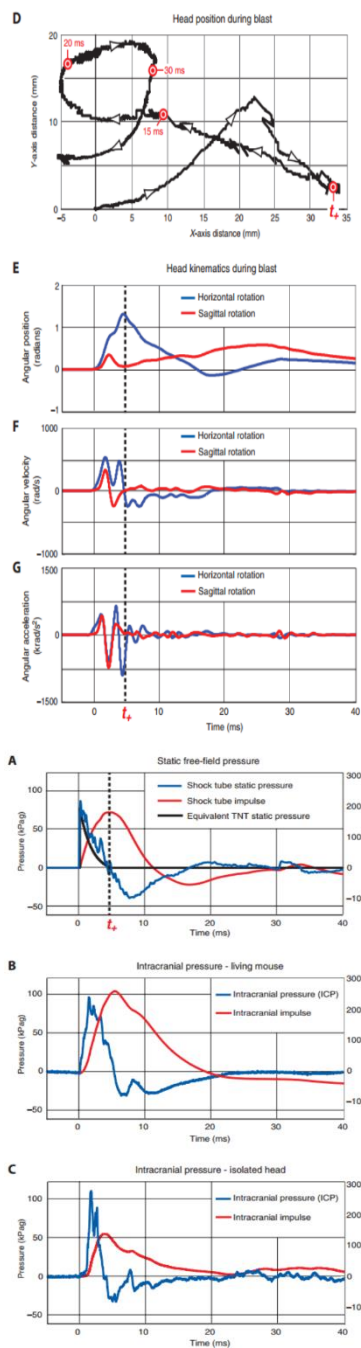 D
Head position during blast
20
15
10
5
0
Y-axis distance (mm)
20 ms
30 ms
15 ms
t+
-5
0
5
10
15
20
25
30
35
X-axis distance (mm)
E
Head kinematics during blast
Angular position
(radians)
2
1
0
-1
Horizontal rotation
Sagittal rotation
F
Angular velocity
(rad/s)
1000
0
-1000
Horizontal rotation
Sagittal rotation
G
Angular acceleration
(krad/s²)
1500
0
-1500
Horizontal rotation
Sagittal rotation
t+
0
10
20
30
40
Time (ms)
A
Static free-field pressure
Pressure (kPag)
100
50
0
-50
Shock tube static pressure
Shock tube impulse
Equivalent TNT static pressure
300
200
100
0
-10
t+
0
10
20
30
40
Time (ms)
B
Intracranial pressure - living mouse
Pressure (kPag)
100
50
0
-50
Intracranial pressure (ICP)
Intracranial impulse
300
200
100
0
-10
0
10
20
30
40
Time (ms)
C
Intracranial pressure - isolated head
Pressure (kPag)
100
50
0
-50
Intracranial pressure (ICP)
Intracranial impulse
300
200
100
0
-10
0
10
20
30
40
Time (ms)